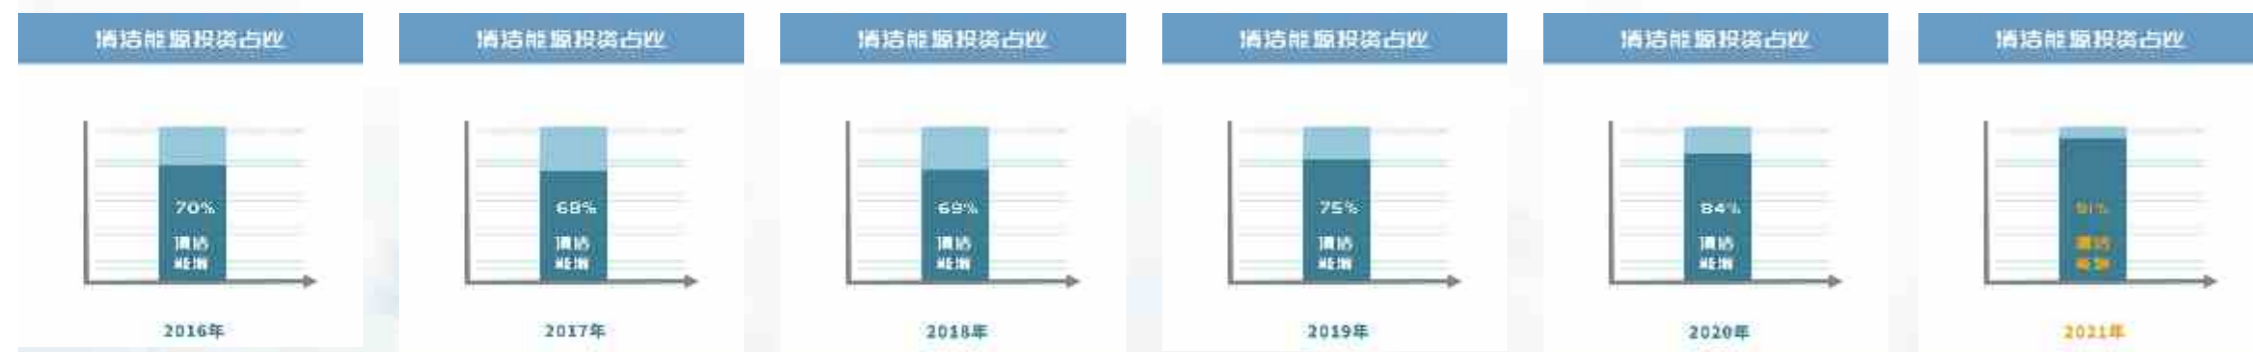 清洁能源投资占比
70%
清洁
能源
2016年
清洁能源投资占比
68%
清洁
能源
2017年
清洁能源投资占比
69%
清洁
能源
2018年
清洁能源投资占比
75%
清洁
能源
2019年
清洁能源投资占比
84%
清洁
能源
2020年
清洁能源投资占比
91%
清洁
能源
2021年